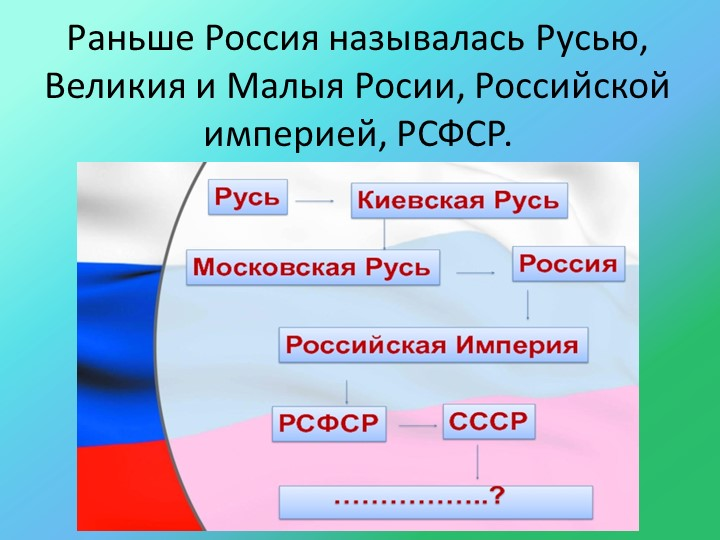 Раньше Россия называлась Русью,
Великия и Малыя Росии, Российской
империей, РСФСР.
Русь
Киевская Русь
Московская Русь
Россия
Российская Империя
РСФСР
СССР
………………..?